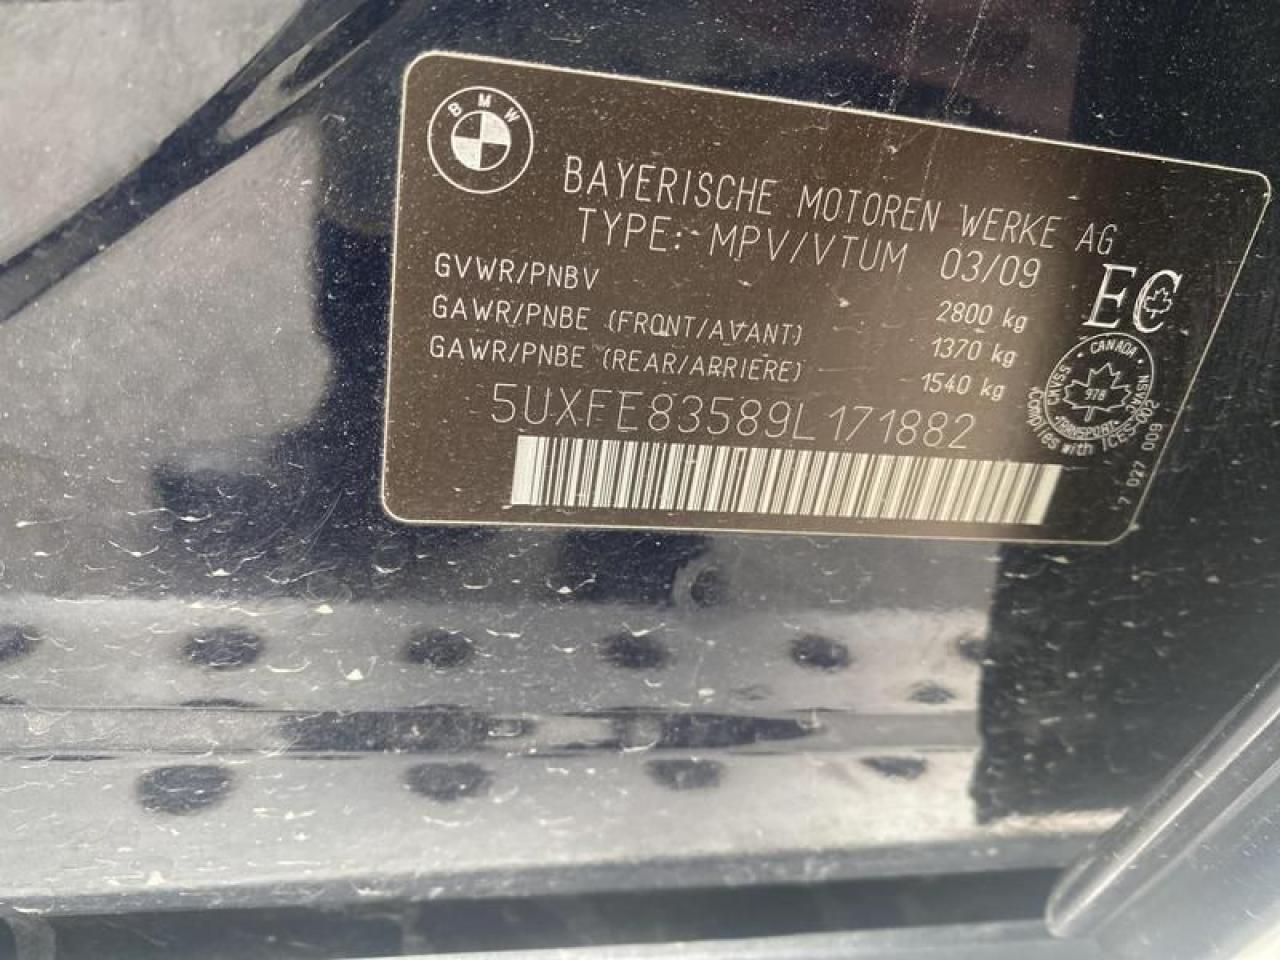 BMW
BAYERISCHE MOTOREN WERKE AG
TYPE: MPV/VTUM 03/09
GVWR/PNBV 2800 kg
GAWR/PNBE (FRONT/AVANT) 1370 kg
GAWR/PNBE (REAR/ARRIERE) 1540 kg
5UXFE83589L171882
EC
CANADA
CMVSS
NSVAC
978
TRANSPORT
complies with ICES-002
7 027 009